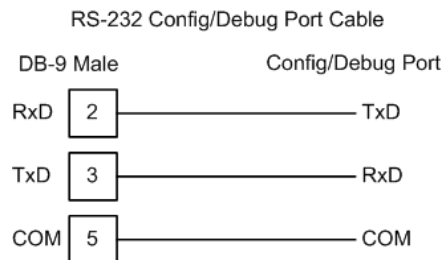 RS-232 Config/Debug Port Cable
DB-9 Male Config/Debug Port
RxD 2 TxD
TxD 3 RxD
COM 5 COM